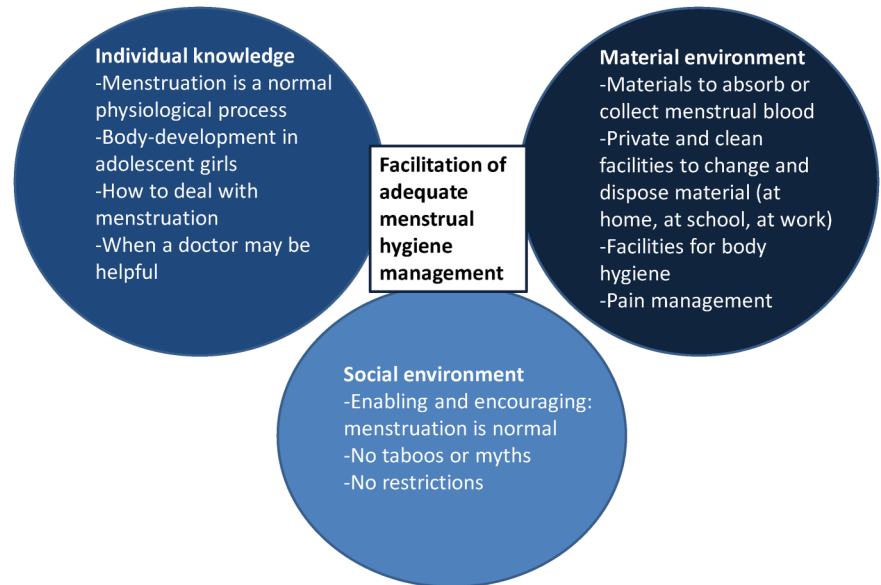 Individual knowledge
-Menstruation is a normal
physiological process
-Body-development in
adolescent girls
-How to deal with
menstruation
-When a doctor may be
helpful
Facilitation of
adequate
menstrual
hygiene
management
Material environment
-Materials to absorb or
collect menstrual blood
-Private and clean
facilities to change and
dispose material (at
home, at school, at work)
-Facilities for body
hygiene
-Pain management
Social environment
-Enabling and encouraging:
menstruation is normal
-No taboos or myths
-No restrictions